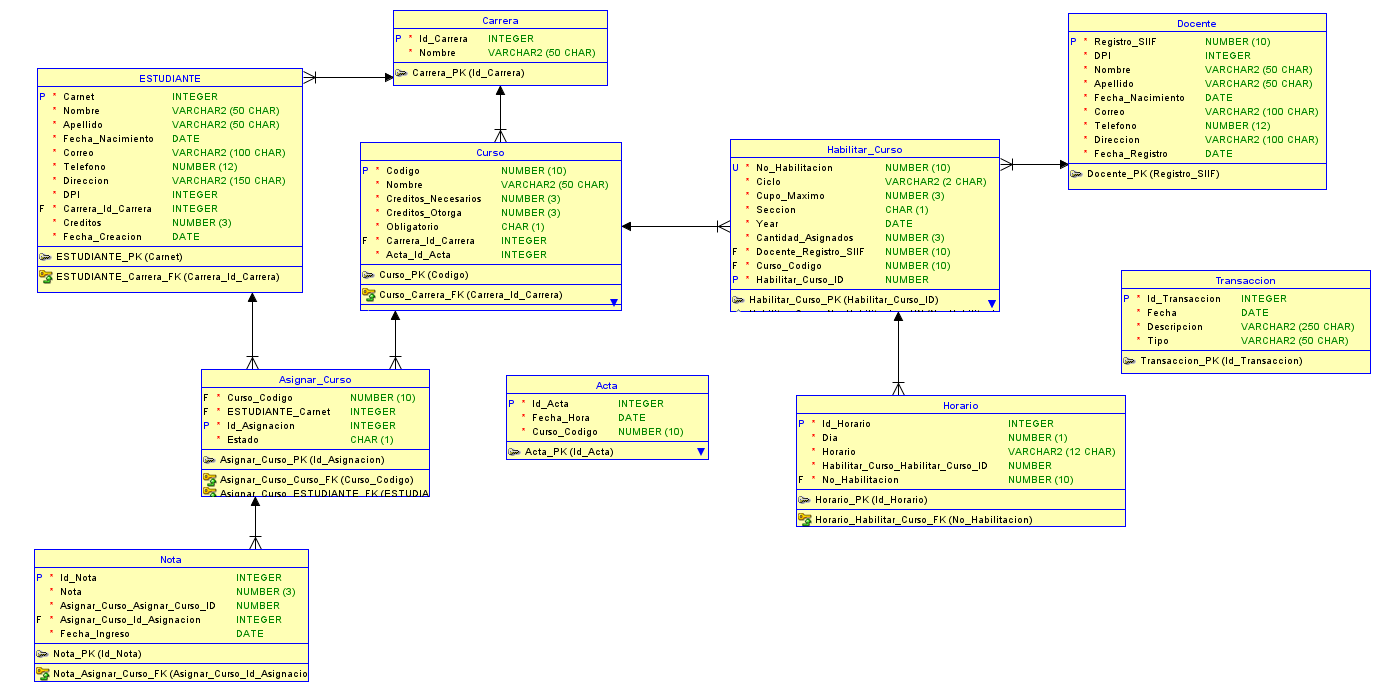 Carrera
P * Id_Carrera INTEGER
* Nombre VARCHAR2 (50 CHAR)
Carrera_PK (Id_Carrera)
Docente
P * Registro_SIIF NUMBER (10)
* DPI INTEGER
* Nombre VARCHAR2 (50 CHAR)
* Apellido VARCHAR2 (50 CHAR)
* Fecha_Nacimiento DATE
* Correo VARCHAR2 (100 CHAR)
* Telefono NUMBER (12)
* Direccion VARCHAR2 (100 CHAR)
* Fecha_Registro DATE
Docente_PK (Registro_SIIF)
ESTUDIANTE
P * Carnet INTEGER
* Nombre VARCHAR2 (50 CHAR)
* Apellido VARCHAR2 (50 CHAR)
* Fecha_Nacimiento DATE
* Correo VARCHAR2 (100 CHAR)
* Telefono NUMBER (12)
* Direccion VARCHAR2 (150 CHAR)
* DPI INTEGER
F * Carrera_Id_Carrera INTEGER
* Creditos NUMBER (3)
* Fecha_Creacion DATE
ESTUDIANTE_PK (Carnet)
ESTUDIANTE_Carrera_FK (Carrera_Id_Carrera)
Curso
P * Codigo NUMBER (10)
* Nombre VARCHAR2 (50 CHAR)
* Creditos_Necesarios NUMBER (3)
* Creditos_Otorga NUMBER (3)
* Obligatorio CHAR (1)
F * Carrera_Id_Carrera INTEGER
* Acta_Id_Acta INTEGER
Curso_PK (Codigo)
Curso_Carrera_FK (Carrera_Id_Carrera)
Habilitar_Curso
U * No_Habilitacion NUMBER (10)
* Ciclo VARCHAR2 (2 CHAR)
* Cupo_Maximo NUMBER (3)
* Seccion CHAR (1)
* Year DATE
* Cantidad_Asignados NUMBER (3)
F * Docente_Registro_SIIF NUMBER (10)
F * Curso_Codigo NUMBER (10)
P * Habilitar_Curso_ID NUMBER
Habilitar_Curso_PK (Habilitar_Curso_ID)
Transaccion
P * Id_Transaccion INTEGER
* Fecha DATE
* Descripcion VARCHAR2 (250 CHAR)
* Tipo VARCHAR2 (50 CHAR)
Transaccion_PK (Id_Transaccion)
Asignar_Curso
F * Curso_Codigo NUMBER (10)
F * ESTUDIANTE_Carnet INTEGER
P * Id_Asignacion INTEGER
* Estado CHAR (1)
Asignar_Curso_PK (Id_Asignacion)
Asignar_Curso_Curso_FK (Curso_Codigo)
Asignar_Curso_ESTUDIANTE_FK (ESTUDIA
Acta
P * Id_Acta INTEGER
* Fecha_Hora DATE
* Curso_Codigo NUMBER (10)
Acta_PK (Id_Acta)
Horario
P * Id_Horario INTEGER
* Dia NUMBER (1)
* Horario VARCHAR2 (12 CHAR)
* Habilitar_Curso_Habilitar_Curso_ID NUMBER
F * No_Habilitacion NUMBER (10)
Horario_PK (Id_Horario)
Horario_Habilitar_Curso_FK (No_Habilitacion)
Nota
P * Id_Nota INTEGER
* Nota NUMBER (3)
* Asignar_Curso_Asignar_Curso_ID NUMBER
F * Asignar_Curso_Id_Asignacion INTEGER
* Fecha_Ingreso DATE
Nota_PK (Id_Nota)
Nota_Asignar_Curso_FK (Asignar_Curso_Id_Asignacio